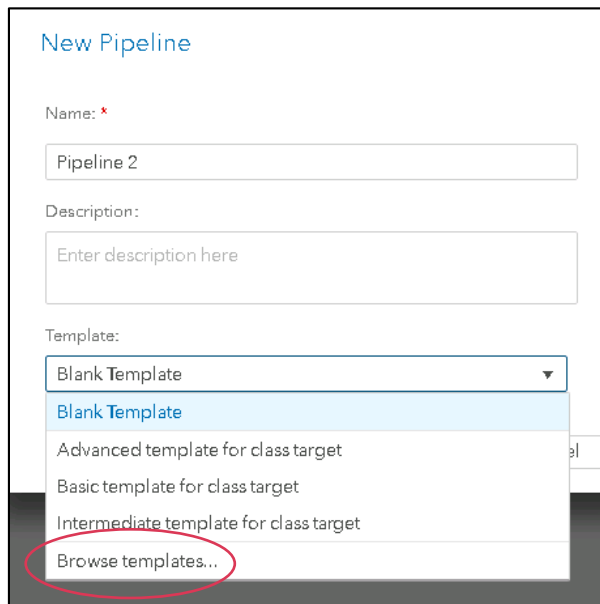 New Pipeline
Name: *
Pipeline 2
Description:
Enter description here
Template:
Blank Template
Blank Template
Advanced template for class target
el
Basic template for class target
Intermediate template for class target
Browse templates...